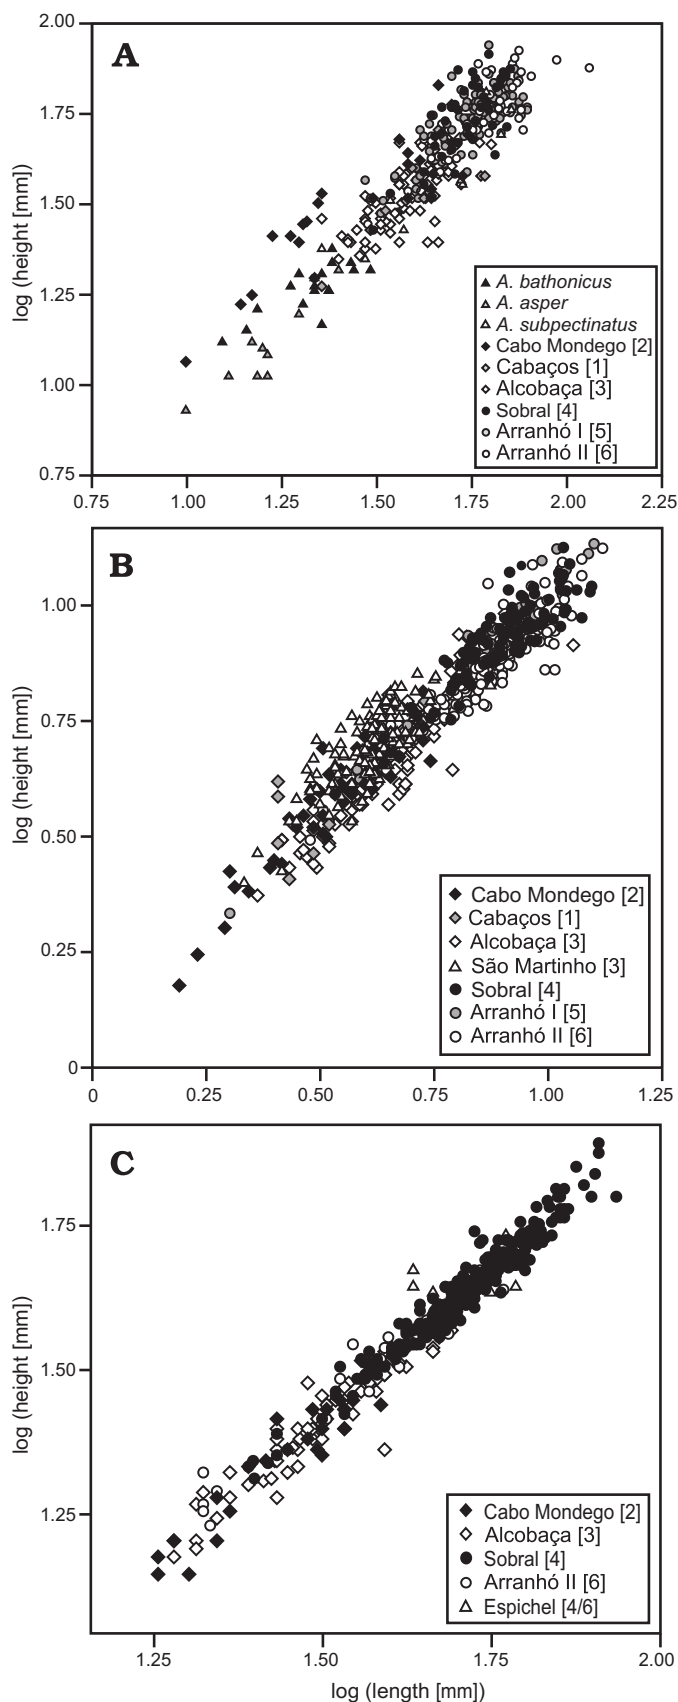 A
2.00
1.75
1.50
1.25
1.00
0.75
log (height [mm])
A. bathonicus
A. asper
A. subpectinatus
Cabo Mondego [2]
Cabaços [1]
Alcobaça [3]
Sobral [4]
Arranhó I [5]
Arranhó II [6]
0.75 1.00 1.25 1.50 1.75 2.00 2.25
B
1.00
0.75
0.50
0.25
0
log (height [mm])
Cabo Mondego [2]
Cabaços [1]
Alcobaça [3]
São Martinho [3]
Sobral [4]
Arranhó I [5]
Arranhó II [6]
0 0.25 0.50 0.75 1.00 1.25
C
1.75
1.50
1.25
log (height [mm])
Cabo Mondego [2]
Alcobaça [3]
Sobral [4]
Arranhó II [6]
Espichel [4/6]
1.25 1.50 1.75 2.00
log (length [mm])